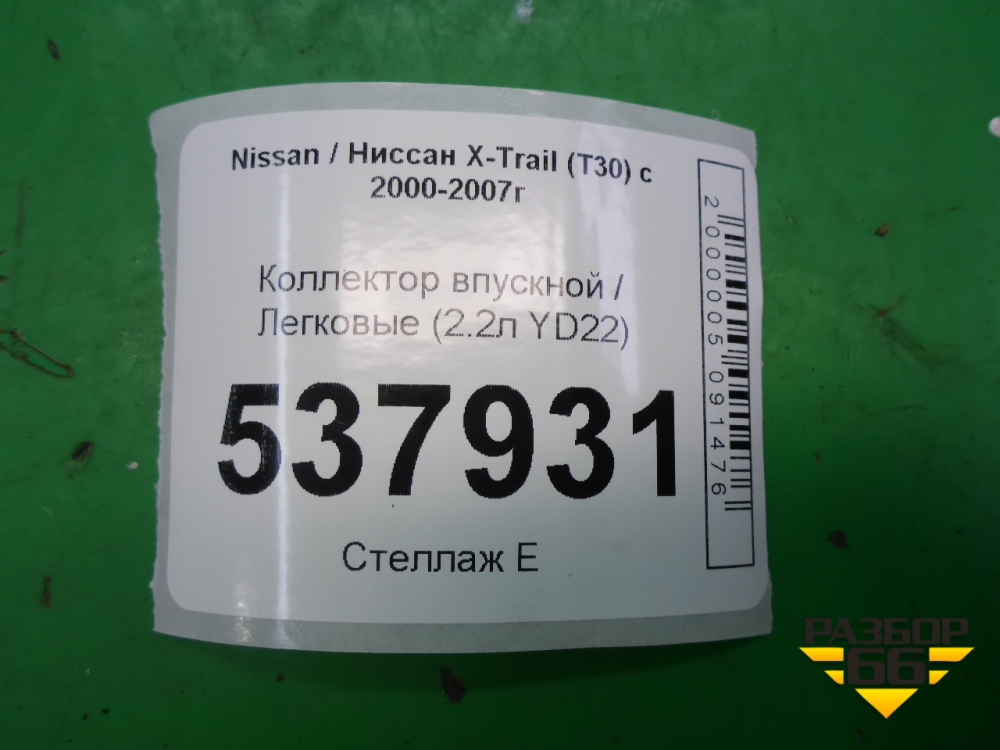 Nissan / Ниссан X-Trail (T30) с
2000-2007г
Коллектор впускной /
Легковые (2.2л YD22)
537931
Стеллаж Е
2000005091476
РАЗБОР
66